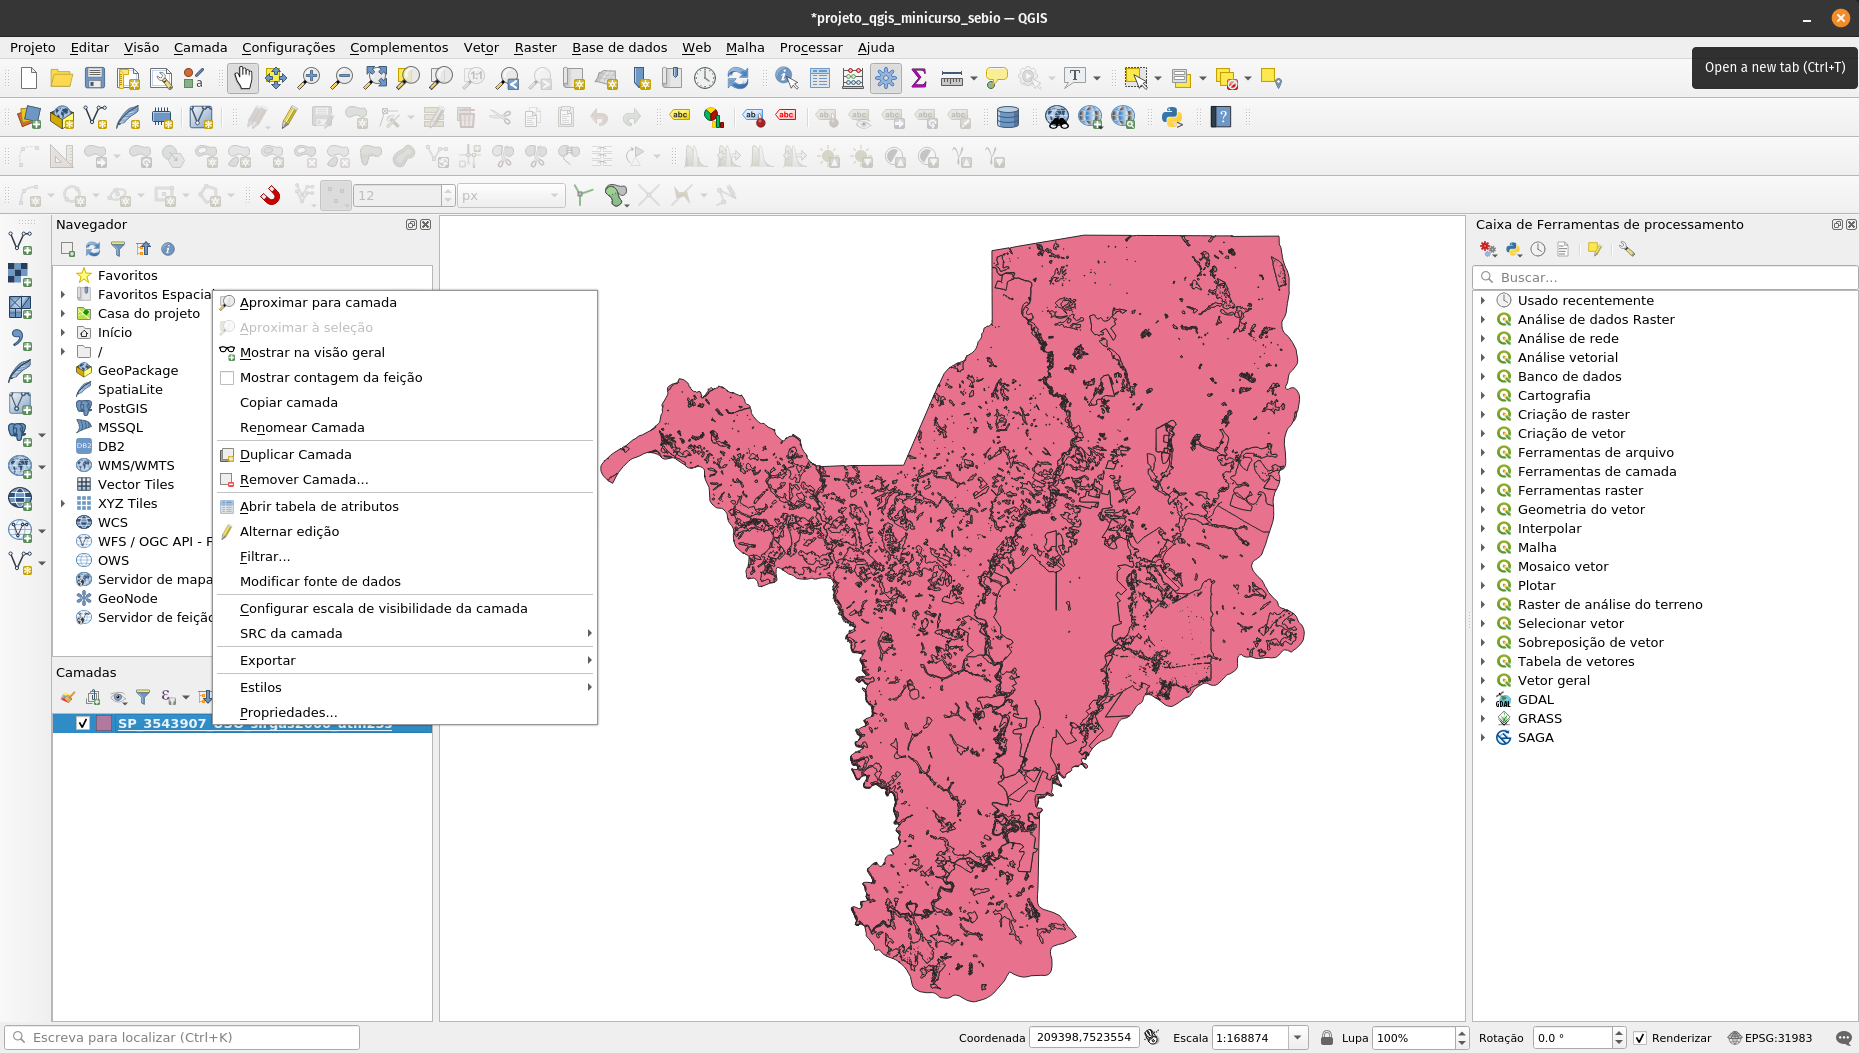 *projeto_qgis_minicurso_sebio — QGIS
Projeto Editar Visão Camada Configurações Complementos Vetor Raster Base de dados Web Malha Processar Ajuda
Open a new tab (Ctrl+T)
12 px
Navegador
Favoritos
Favoritos Espacia
Casa do projeto
Início
/
GeoPackage
SpatiaLite
PostGIS
MSSQL
DB2
WMS/WMTS
Vector Tiles
XYZ Tiles
WCS
WFS / OGC API - F
OWS
Servidor de mapa
GeoNode
Servidor de feiçã
Aproximar para camada
Aproximar à seleção
Mostrar na visão geral
Mostrar contagem da feição
Copiar camada
Renomear Camada
Duplicar Camada
Remover Camada...
Abrir tabela de atributos
Alternar edição
Filtrar...
Modificar fonte de dados
Configurar escala de visibilidade da camada
SRC da camada
Exportar
Estilos
Propriedades...
Camadas
SP_3543907
Caixa de Ferramentas de processamento
Buscar...
Usado recentemente
Análise de dados Raster
Análise de rede
Análise vetorial
Banco de dados
Cartografia
Criação de raster
Criação de vetor
Ferramentas de arquivo
Ferramentas de camada
Ferramentas raster
Geometria do vetor
Interpolar
Malha
Mosaico vetor
Plotar
Raster de análise do terreno
Selecionar vetor
Sobreposição de vetor
Tabela de vetores
Vetor geral
GDAL
GRASS
SAGA
Escreva para localizar (Ctrl+K)
Coordenada 209398,7523554 Escala 1:168874 Lupa 100% Rotação 0.0 ° Renderizar EPSG:31983